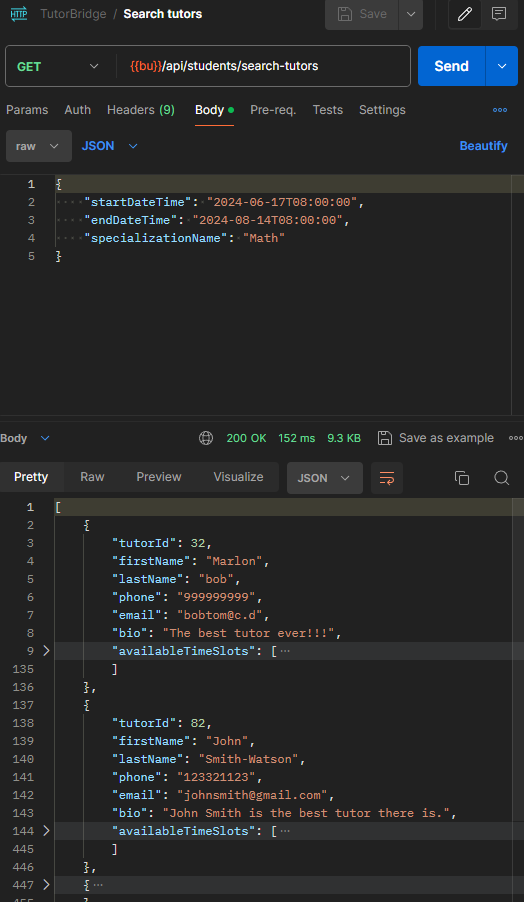 HTTP TutorBridge / Search tutors Save
GET {{bu}}/api/students/search-tutors Send
Params Auth Headers (9) Body Pre-req. Tests Settings
raw JSON Beautify
1 {
2 "startDateTime": "2024-06-17T08:00:00",
3 "endDateTime": "2024-08-14T08:00:00",
4 "specializationName": "Math"
5 }
Body 200 OK 152 ms 9.3 KB Save as example
Pretty Raw Preview Visualize JSON
1 [
2 {
3 "tutorId": 32,
4 "firstName": "Marlon",
5 "lastName": "bob",
6 "phone": "999999999",
7 "email": "bobtom@c.d",
8 "bio": "The best tutor ever!!!",
9 "availableTimeSlots": [
135 ]
136 },
137 {
138 "tutorId": 82,
139 "firstName": "John",
140 "lastName": "Smith-Watson",
141 "phone": "123321123",
142 "email": "johnsmith@gmail.com",
143 "bio": "John Smith is the best tutor there is.",
144 "availableTimeSlots": [
445 ]
446 },
447 {